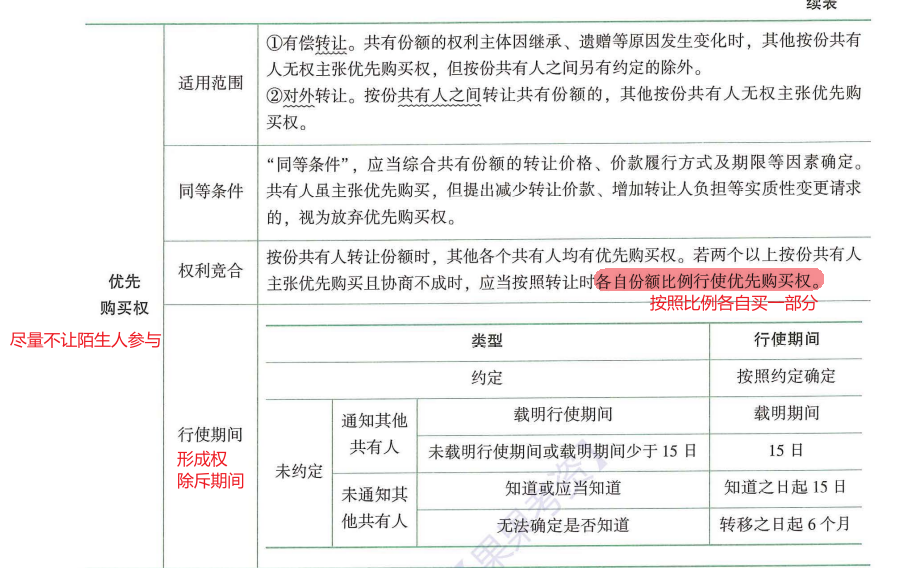 续表
适用范围
①有偿转让。共有份额的权利主体因继承、遗赠等原因发生变化时，其他按份共有
人无权主张优先购买权，但按份共有人之间另有约定的除外。
②对外转让。按份共有人之间转让共有份额的，其他按份共有人无权主张优先购
买权。
同等条件
“同等条件”，应当综合共有份额的转让价格、价款履行方式及期限等因素确定。
共有人虽主张优先购买，但提出减少转让价款、增加转让人负担等实质性变更请求
的，视为放弃优先购买权。
优先
购买权
尽量不让陌生人参与
权利竞合
按份共有人转让份额时，其他各个共有人均有优先购买权。若两个以上按份共有人
主张优先购买且协商不成时，应当按照转让时各自份额比例行使优先购买权。
按照比例各自买一部分
行使期间
形成权
除斥期间
类型
行使期间
约定
按照约定确定
未约定
通知其他
共有人
载明行使期间
载明期间
未载明行使期间或载明期间少于 15 日
15 日
未通知其
他共有人
知道或应当知道
知道之日起 15 日
无法确定是否知道
转移之日起 6 个月